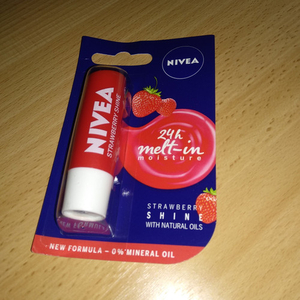 NIVEA
NIVEA
STRAWBERRY SHINE
24h
melt-in
moisture
STRAWBERRY
SHINE
WITH NATURAL OILS
NEW FORMULA – 0% MINERAL OIL